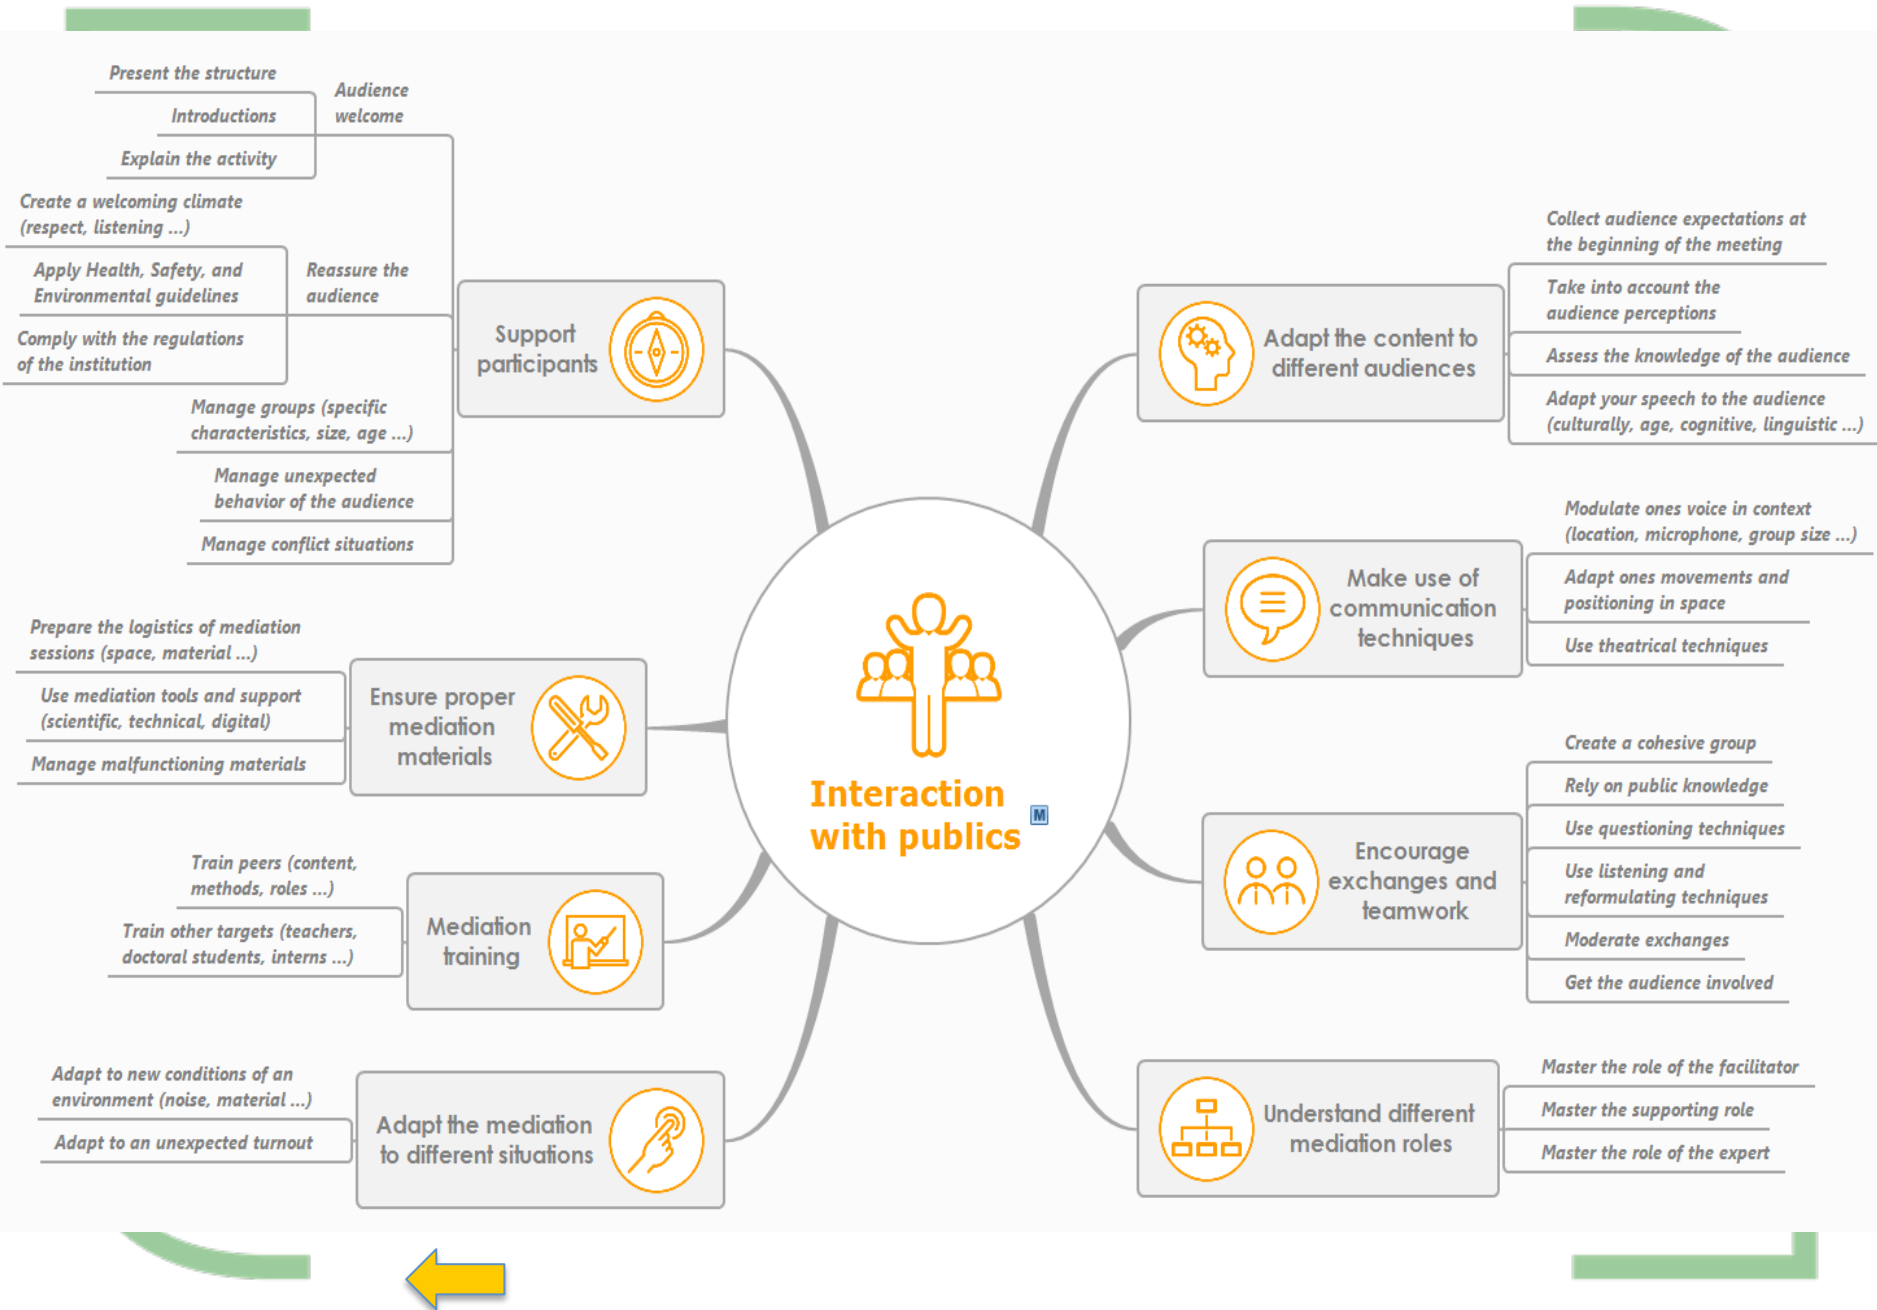 Present the structure
Introductions
Explain the activity
Audience
welcome
Create a welcoming climate
(respect, listening ...)
Apply Health, Safety, and
Environmental guidelines
Comply with the regulations
of the institution
Reassure the
audience
Manage groups (specific
characteristics, size, age ...)
Manage unexpected
behavior of the audience
Manage conflict situations
Support
participants
Prepare the logistics of mediation
sessions (space, material ...)
Use mediation tools and support
(scientific, technical, digital)
Manage malfunctioning materials
Ensure proper
mediation
materials
Train peers (content,
methods, roles ...)
Train other targets (teachers,
doctoral students, interns ...)
Mediation
training
Adapt to new conditions of an
environment (noise, material ...)
Adapt to an unexpected turnout
Adapt the mediation
to different situations
Interaction
with publics
M
Adapt the content to
different audiences
Collect audience expectations at
the beginning of the meeting
Take into account the
audience perceptions
Assess the knowledge of the audience
Adapt your speech to the audience
(culturally, age, cognitive, linguistic ...)
Make use of
communication
techniques
Modulate ones voice in context
(location, microphone, group size ...)
Adapt ones movements and
positioning in space
Use theatrical techniques
Encourage
exchanges and
teamwork
Create a cohesive group
Rely on public knowledge
Use questioning techniques
Use listening and
reformulating techniques
Moderate exchanges
Get the audience involved
Understand different
mediation roles
Master the role of the facilitator
Master the supporting role
Master the role of the expert